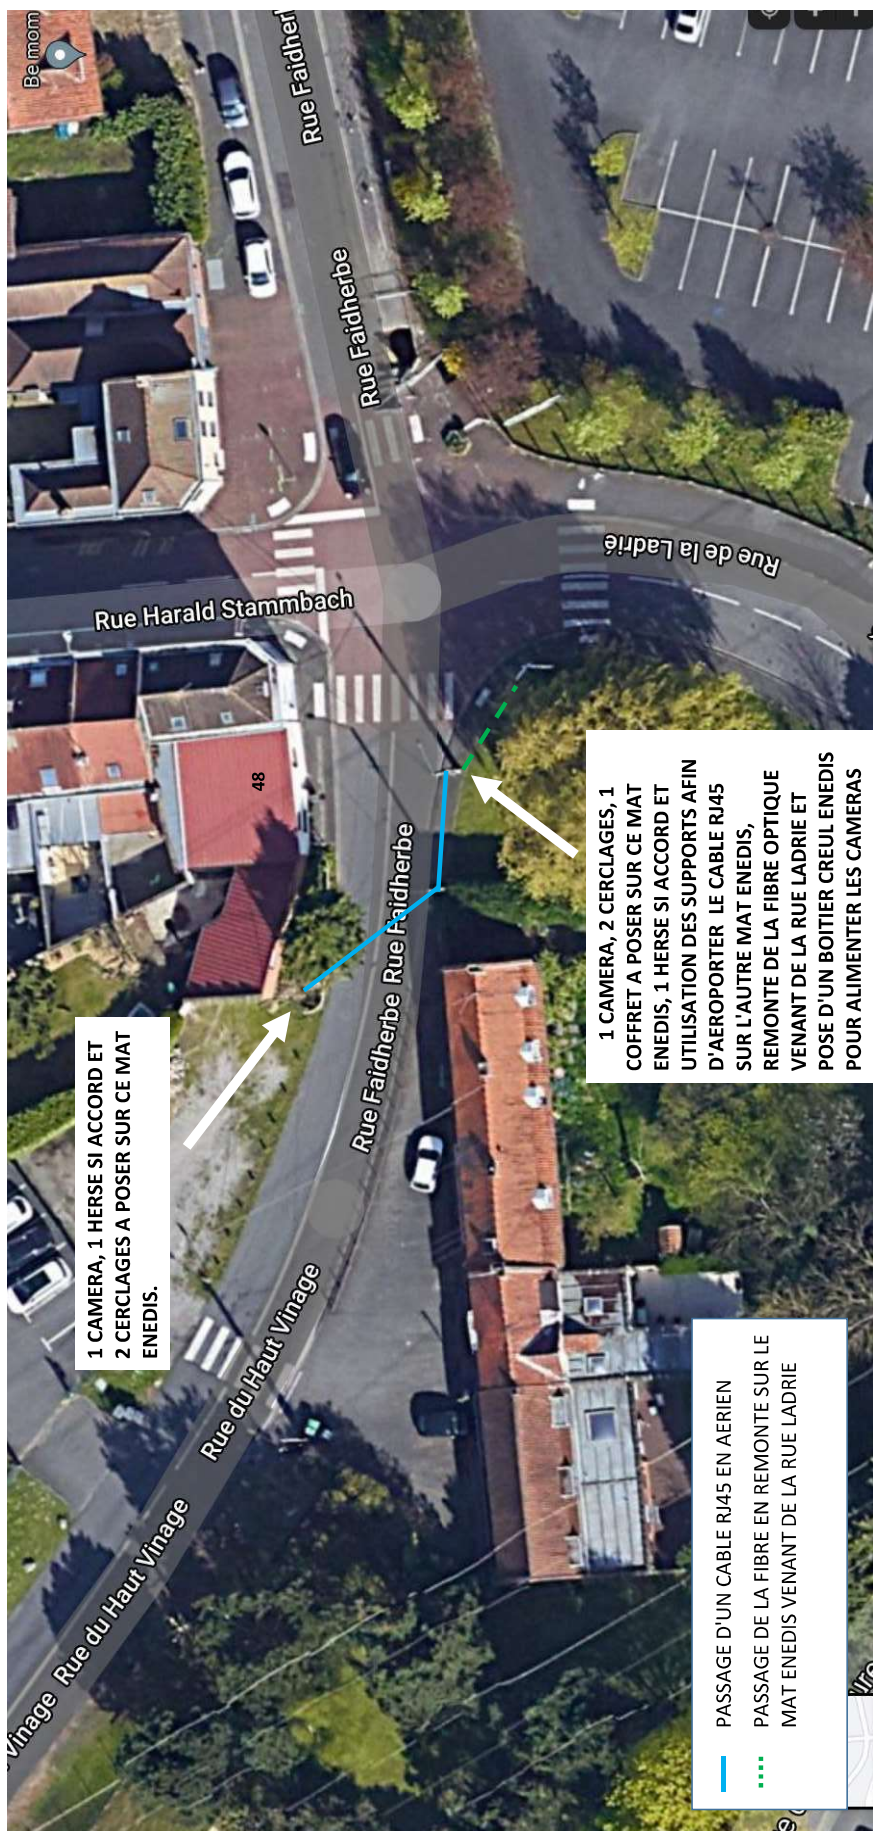 Be mom
Rue Faidherbe
Rue Faidherbe
Rue de la Ladrié
Rue Harald Stammbach
48
Rue Faidherbe
Rue Faidherbe
Rue du Haut Vinage
Rue du Haut Vinage
Vinage
1 CAMERA, 1 HERSE SI ACCORD ET
2 CERCLAGES A POSER SUR CE MAT
ENEDIS.
1 CAMERA, 2 CERCLAGES, 1
COFFRET A POSER SUR CE MAT
ENEDIS, 1 HERSE SI ACCORD ET
UTILISATION DES SUPPORTS AFIN
D'AEROPORTER LE CABLE RJ45
SUR L'AUTRE MAT ENEDIS,
REMONTE DE LA FIBRE OPTIQUE
VENANT DE LA RUE LADRIE ET
POSE D'UN BOITIER CREUL ENEDIS
POUR ALIMENTER LES CAMERAS
PASSAGE D'UN CABLE RJ45 EN AERIEN
PASSAGE DE LA FIBRE EN REMONTE SUR LE
MAT ENEDIS VENANT DE LA RUE LADRIE